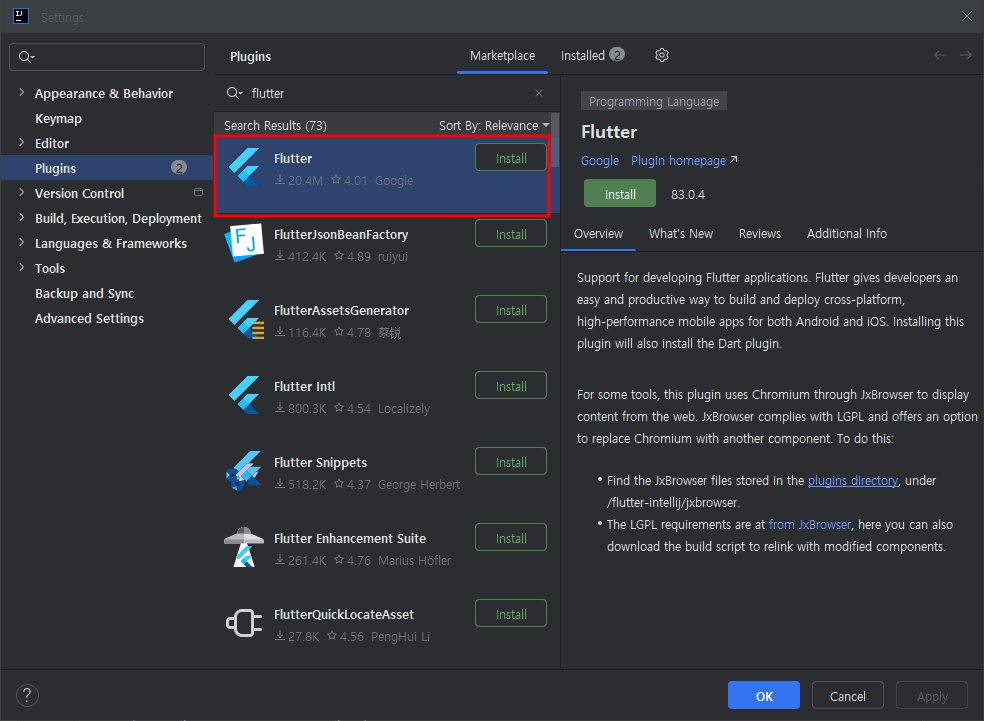 Settings
Plugins
Marketplace
Installed 2
Appearance & Behavior
Keymap
Editor
Plugins 2
Version Control
Build, Execution, Deployment
Languages & Frameworks
Tools
Backup and Sync
Advanced Settings
flutter
Search Results (73) Sort By: Relevance
Flutter Install
20.4M 4.01 Google
FlutterJsonBeanFactory Install
412.4K 4.89 ruiyui
FlutterAssetsGenerator Install
116.4K 4.78 蔡锐
Flutter Intl Install
800.3K 4.54 Localizely
Flutter Snippets Install
518.2K 4.37 George Herbert
Flutter Enhancement Suite Install
261.4K 4.76 Marius Höfler
FlutterQuickLocateAsset Install
27.8K 4.56 PengHui Li
Programming Language
Flutter
Google Plugin homepage
Install 83.0.4
Overview What's New Reviews Additional Info
Support for developing Flutter applications. Flutter gives developers an
easy and productive way to build and deploy cross-platform,
high-performance mobile apps for both Android and iOS. Installing this
plugin will also install the Dart plugin.
For some tools, this plugin uses Chromium through JxBrowser to display
content from the web. JxBrowser complies with LGPL and offers an option
to replace Chromium with another component. To do this:
• Find the JxBrowser files stored in the plugins directory, under
/flutter-intellij/jxbrowser.
• The LGPL requirements are at from JxBrowser, here you can also
download the build script to relink with modified components.
?
OK Cancel Apply